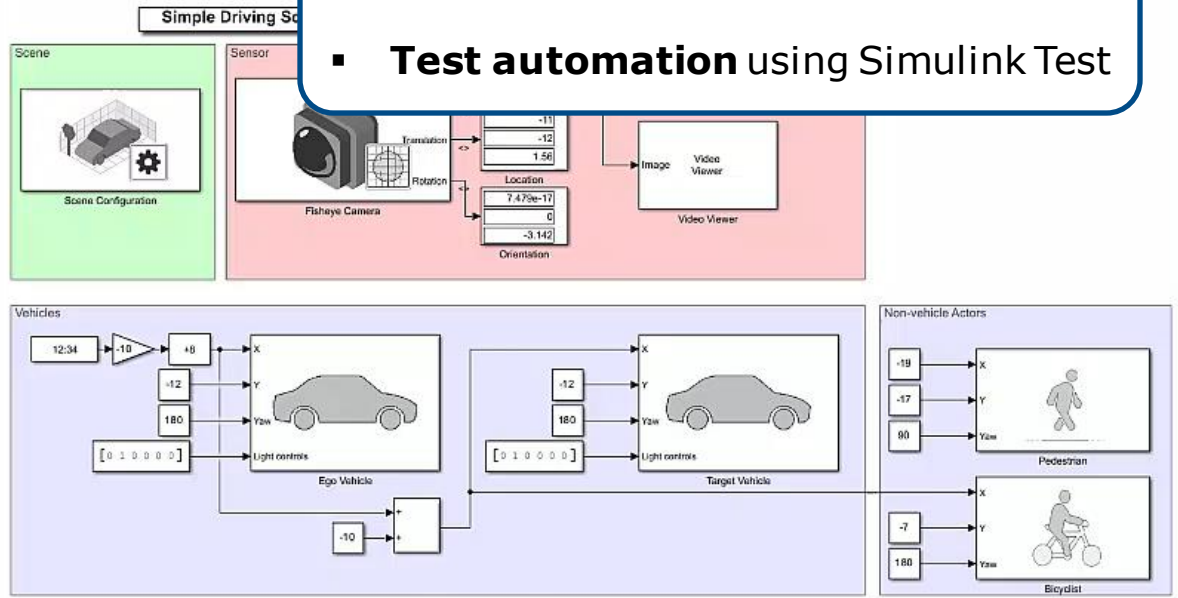 Simple Driving Sc
▪ Test automation using Simulink Test
Scene
Scene Configuration
Sensor
Translation
Rotation
<>
<>
Fisheye Camera
-11
-12
1.56
Location
7.479e-17
0
-3.142
Orientation
Image
Video
Viewer
Video Viewer
Vehicles
12:34
-10
+8
-12
180
[0 1 0 0 0 0]
X
Y
Yaw
Light controls
Ego Vehicle
-10
+
+
-12
180
[0 1 0 0 0 0]
X
Y
Yaw
Light controls
Target Vehicle
Non-vehicle Actors
-19
-17
90
X
Y
Yaw
Pedestrian
-7
180
X
Y
Yaw
Bicyclist